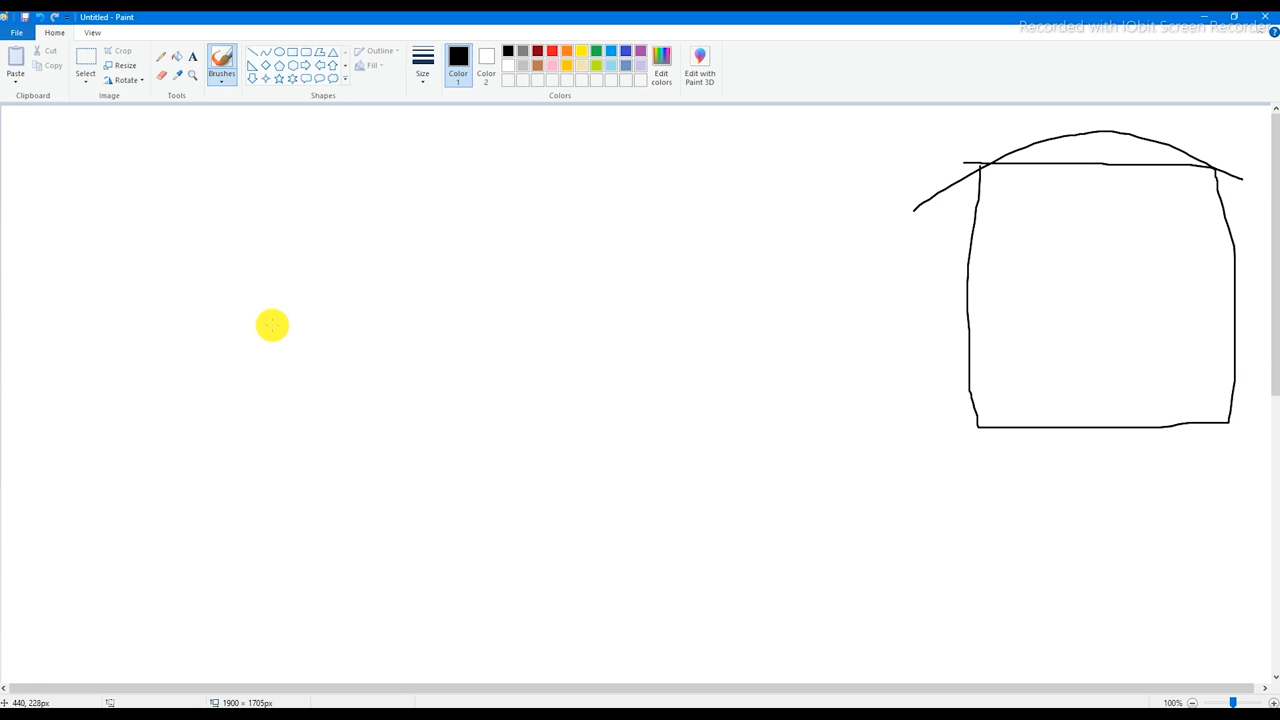 Untitled - Paint
Recorded with IObit Screen Recorder
File
Home
View
Paste
Cut
Copy
Clipboard
Select
Crop
Resize
Rotate
Image
A
Tools
Brushes
Outline
Fill
Shapes
Size
Color
1
Color
2
Edit
colors
Colors
Edit with
Paint 3D
440, 228px
1900 × 1705px
100%